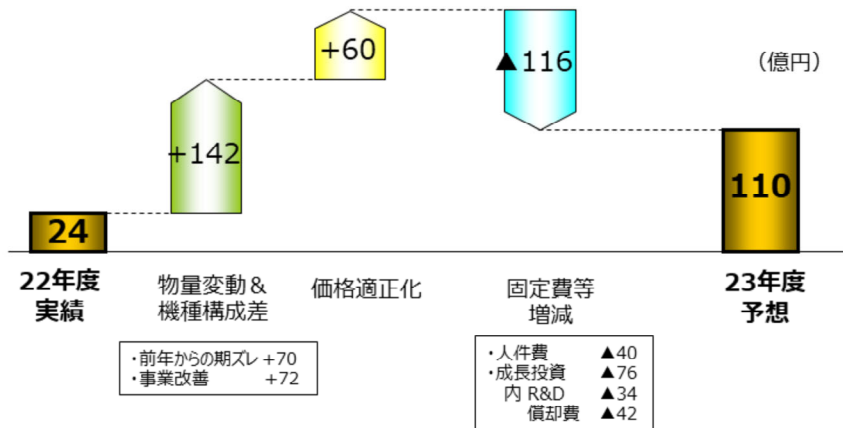 +60
▲116
(億円)
+142
110
24
22年度
実績
物量変動&
機種構成差
価格適正化
固定費等
増減
23年度
予想
・前年からの期ズレ +70
・事業改善 +72
・人件費 ▲40
・成長投資 ▲76
内 R&D ▲34
償却費 ▲42